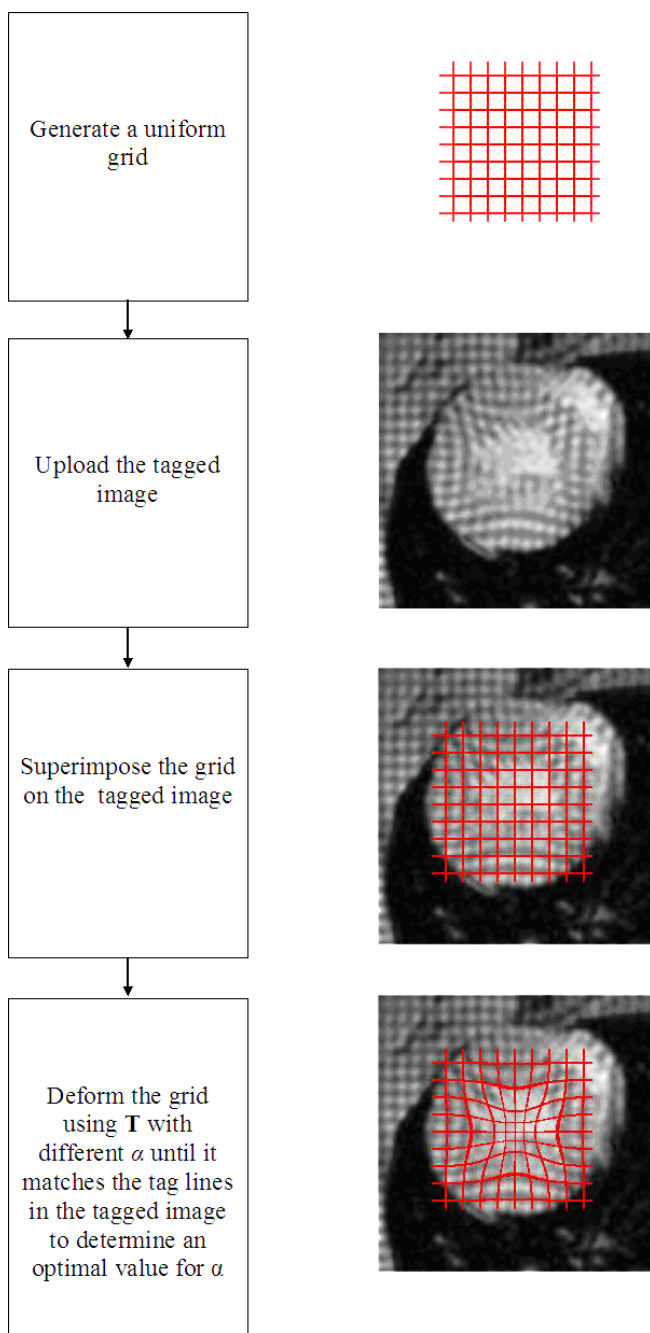 Generate a uniform
grid
Upload the tagged
image
Superimpose the grid
on the tagged image
Deform the grid
using T with
different α until it
matches the tag lines
in the tagged image
to determine an
optimal value for α